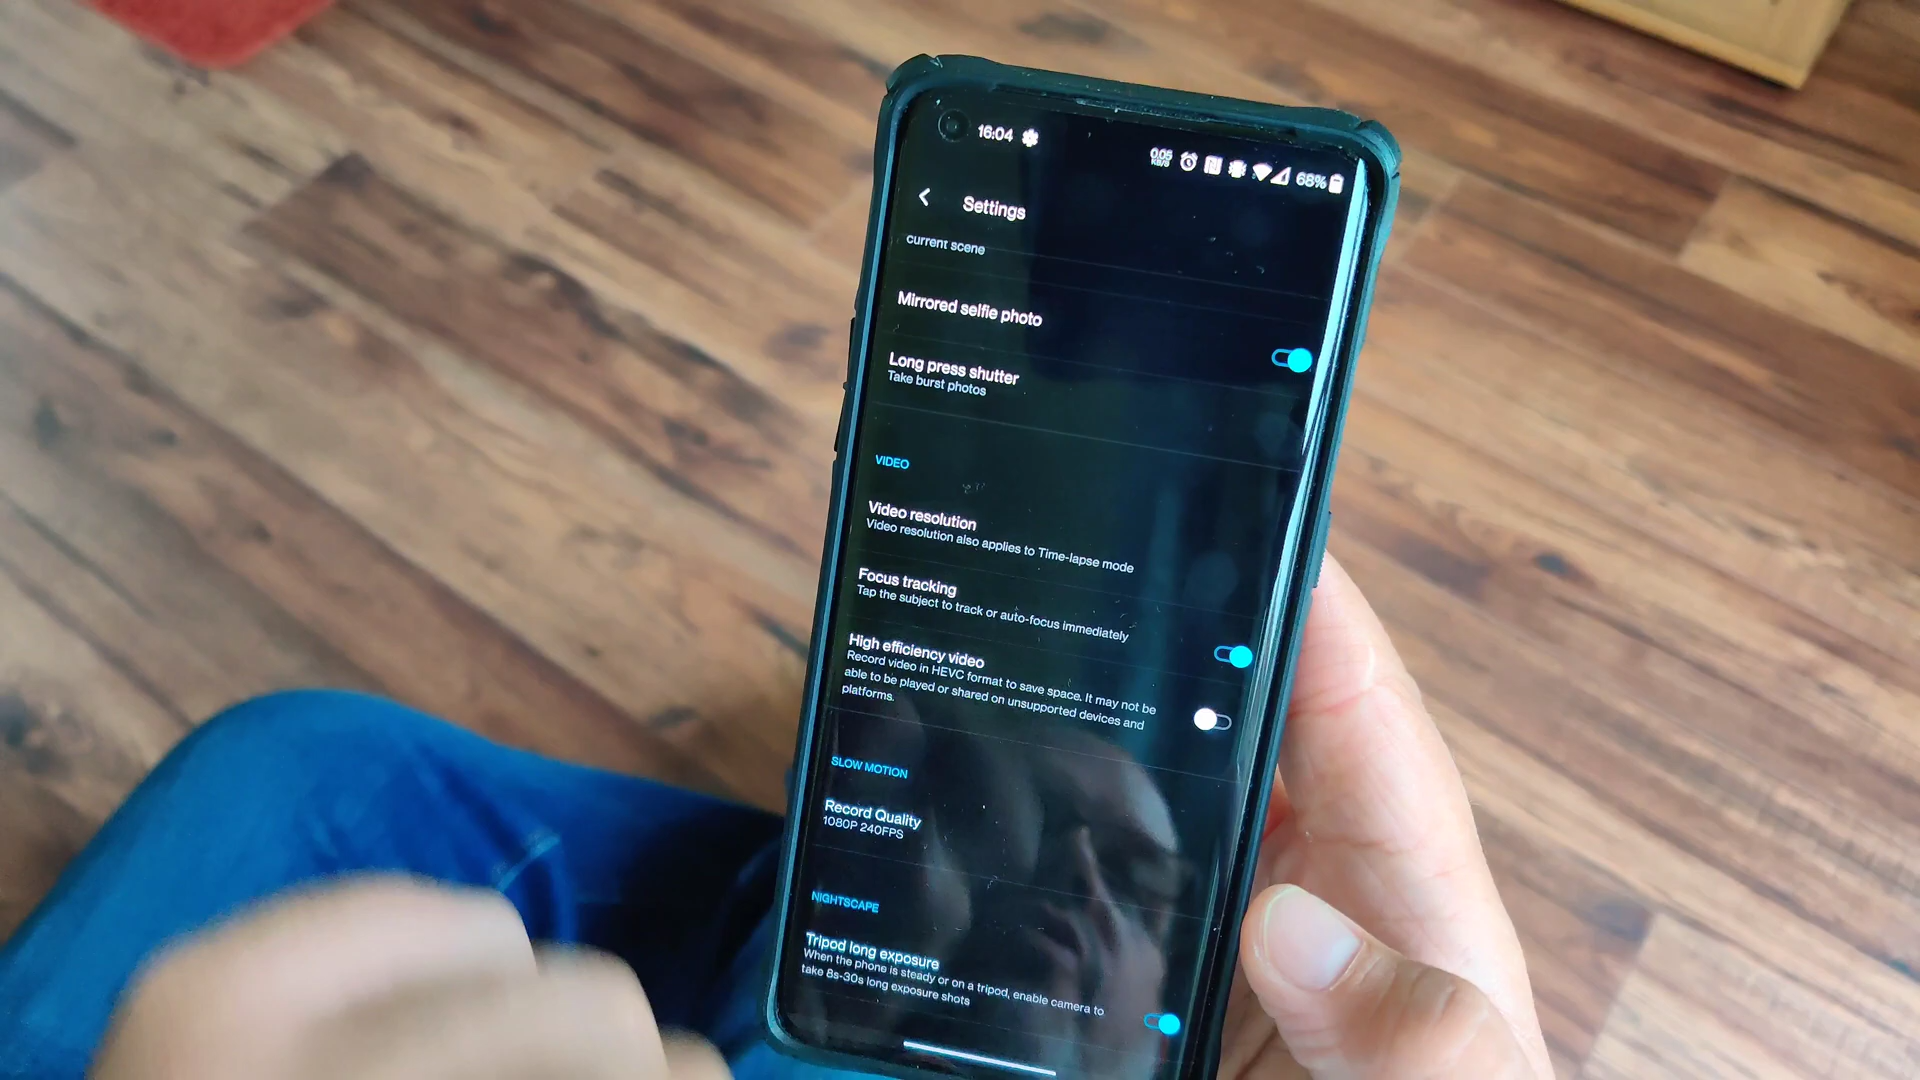 16:04
0.05 KB/S 68%
Settings
current scene
Mirrored selfie photo
Long press shutter
Take burst photos
VIDEO
Video resolution
Video resolution also applies to Time-lapse mode
Focus tracking
Tap the subject to track or auto-focus immediately
High efficiency video
Record video in HEVC format to save space. It may not be
able to be played or shared on unsupported devices and
platforms.
SLOW MOTION
Record Quality
1080P 240FPS
NIGHTSCAPE
Tripod long exposure
When the phone is steady or on a tripod, enable camera to
take 8s-30s long exposure shots